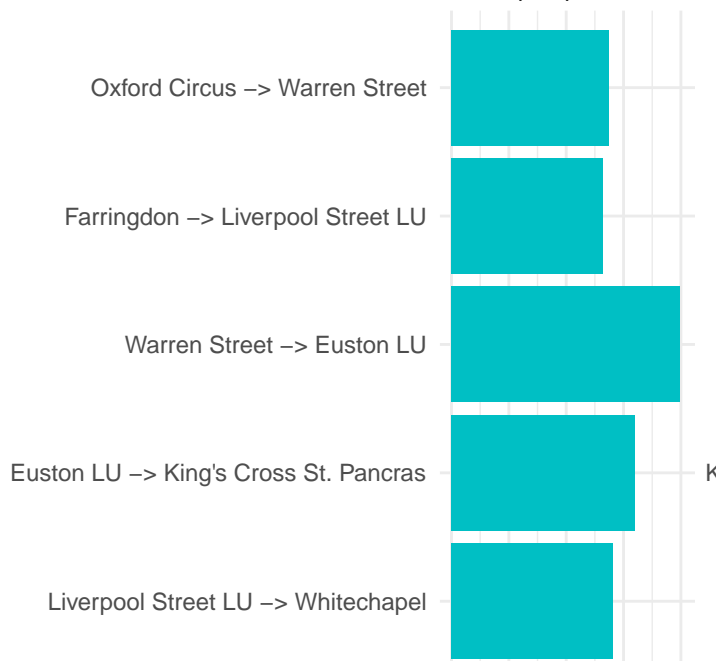 Oxford Circus −> Warren Street
Farringdon −> Liverpool Street LU
Warren Street −> Euston LU
Euston LU −> King's Cross St. Pancras
K
Liverpool Street LU −> Whitechapel